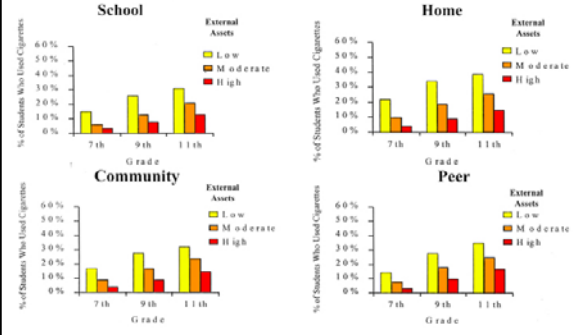 School
% of Students Who Used Cigarettes
60%
50%
40%
30%
20%
10%
0%
7th 9th 11th
Grade
External
Assets
Low
Moderate
High
Home
% of Students Who Used Cigarettes
60%
50%
40%
30%
20%
10%
0%
7th 9th 11th
Grade
External
Assets
Low
Moderate
High
Community
% of Students Who Used Cigarettes
60%
50%
40%
30%
20%
10%
0%
7th 9th 11th
Grade
External
Assets
Low
Moderate
High
Peer
% of Students Who Used Cigarettes
60%
50%
40%
30%
20%
10%
0%
7th 9th 11th
Grade
External
Assets
Low
Moderate
High